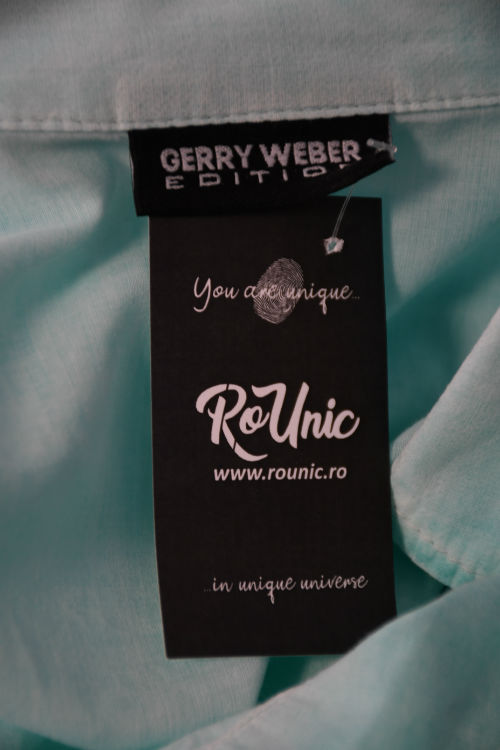 GERRY WEBER
EDITION
You are unique...
RoUnic
www.rounic.ro
...in unique universe